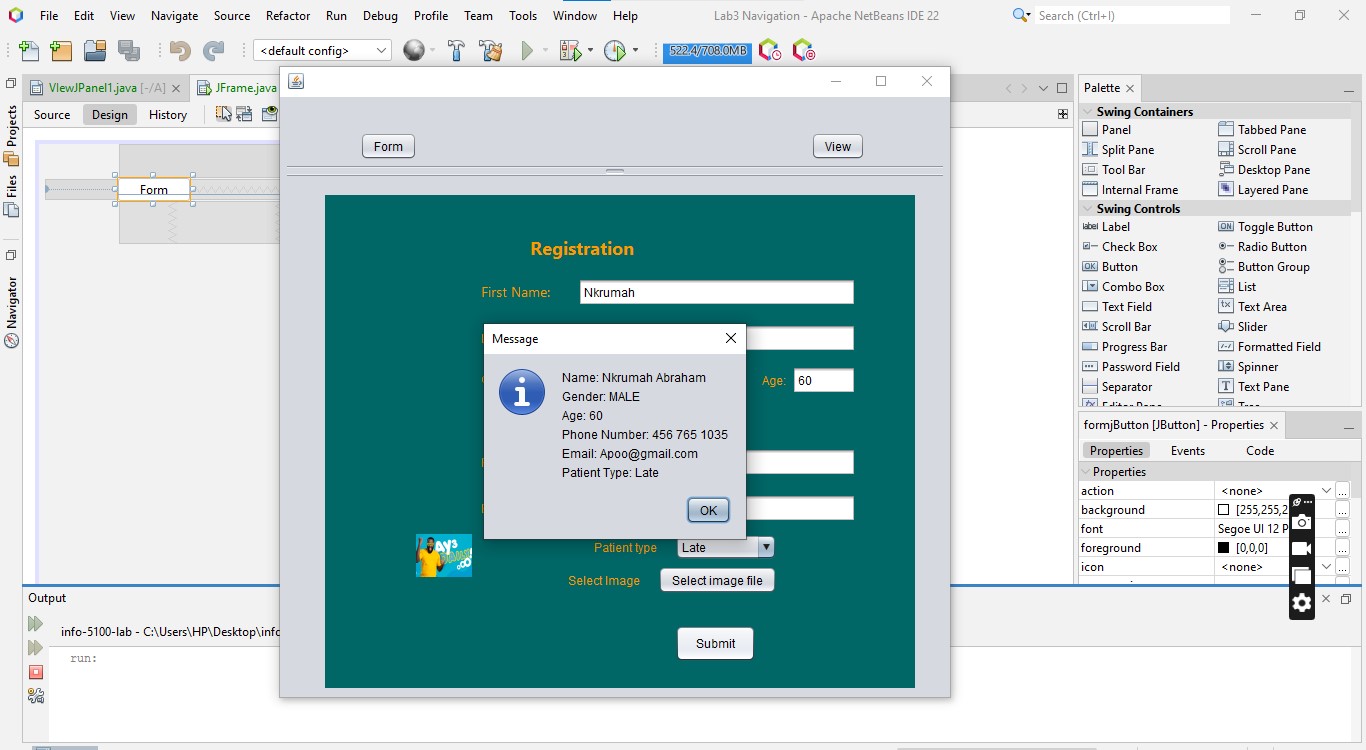 File Edit View Navigate Source Refactor Run Debug Profile Team Tools Window Help
Lab3 Navigation - Apache NetBeans IDE 22
Search (Ctrl+I)
<default config>
522.4/708.0MB
VIewJPanel1.java [-/A]
JFrame.java
Source Design History
Projects
Files
Navigator
Form
Form
View
Registration
First Name:
Nkrumah
Age:
60
Message
Name: Nkrumah Abraham
Gender: MALE
Age: 60
Phone Number: 456 765 1035
Email: Apoo@gmail.com
Patient Type: Late
OK
Patient type
Late
Select Image
Select image file
Submit
Palette
Swing Containers
Panel
Tabbed Pane
Split Pane
Scroll Pane
Tool Bar
Desktop Pane
Internal Frame
Layered Pane
Swing Controls
label Label
ON Toggle Button
Check Box
Radio Button
OK Button
Button Group
Combo Box
List
Text Field
Text Area
Scroll Bar
Slider
Progress Bar
Formatted Field
Password Field
Spinner
Separator
Text Pane
Editor Pane
Tree
formjButton [JButton] - Properties
Properties Events Code
Properties
action <none> ...
background [255,255,2
font Segoe UI 12 P
foreground [0,0,0] ...
icon <none> ...
Output
info-5100-lab - C:\Users\HP\Desktop\info
run: